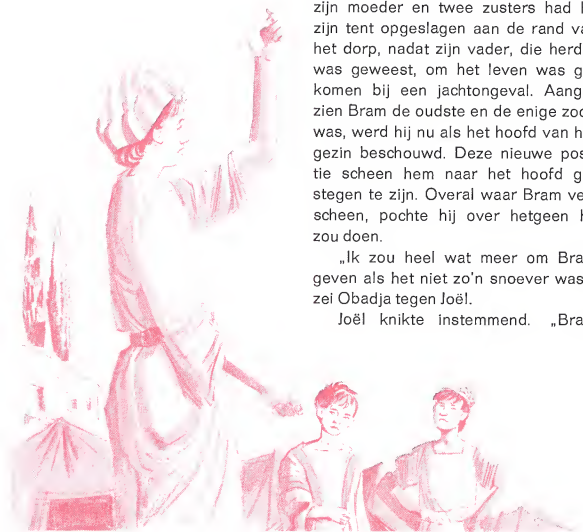 zijn moeder en twee zusters had h
zijn tent opgeslagen aan de rand va
het dorp, nadat zijn vader, die herd
was geweest, om het leven was g
komen bij een jachtongeval. Aang
zien Bram de oudste en de enige zoo
was, werd hij nu als het hoofd van h
gezin beschouwd. Deze nieuwe pos
tie scheen hem naar het hoofd g
stegen te zijn. Overal waar Bram ve
scheen, pochte hij over hetgeen h
zou doen.
„Ik zou heel wat meer om Bra
geven als het niet zo'n snoever was
zei Obadja tegen Joël.
Joël knikte instemmend. „Bra